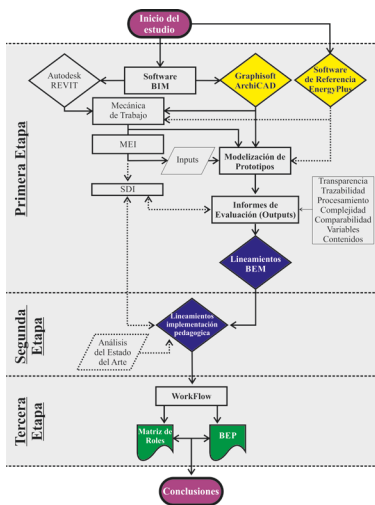 Inicio del
estudio
Primera Etapa
Autodesk
REVIT
Software
BIM
Graphisoft
ArchiCAD
Software
de Referencia
EnergyPlus
Mecánica
de Trabajo
MEI
Inputs
Modelización de
Prototipos
SDI
Informes de
Evaluación (Outputs)
Transparencia
Trazabilidad
Procesamiento
Complejidad
Comparabilidad
Variables
Contenidos
Lineamientos
BEM
Segunda
Etapa
Lineamientos
implementación
pedagogica
Análisis
del Estado
del Arte
Tercera
Etapa
WorkFlow
Matriz de
Roles
BEP
Conclusiones